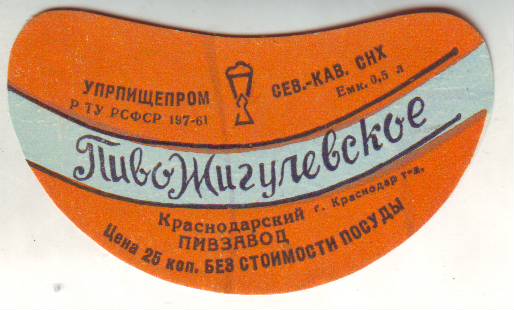 УПРПИЩЕПРОМ
Р ТУ РСФСР 197-61
СЕВ.-КАВ. СНХ
Емк. 0,5 л
Пиво Жигулевское
Краснодарский г. Краснодар т-а.
ПИВЗАВОД
Цена 25 коп. БЕЗ СТОИМОСТИ ПОСУДЫ